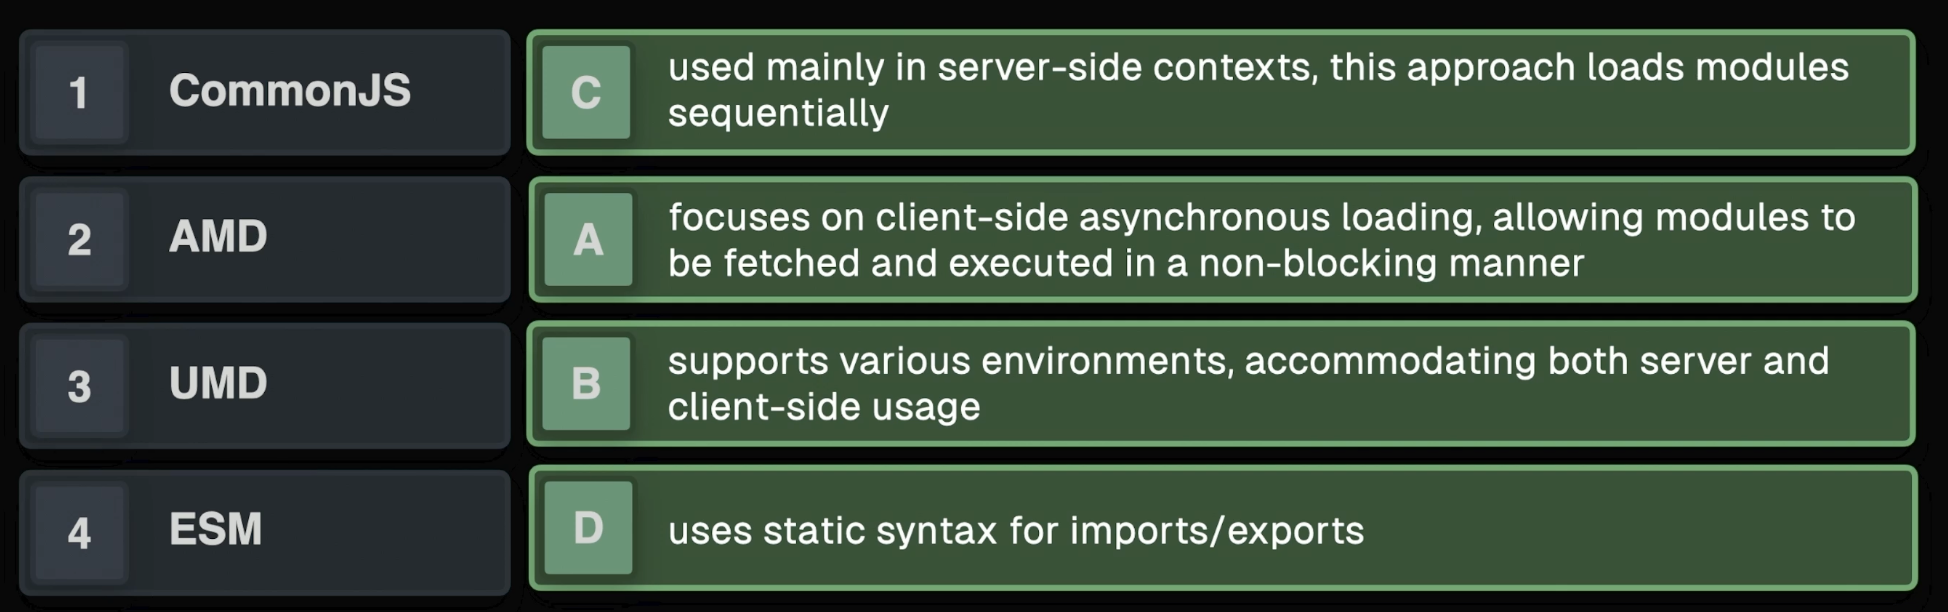 1 CommonJS
C used mainly in server-side contexts, this approach loads modules
sequentially
2 AMD
A focuses on client-side asynchronous loading, allowing modules to
be fetched and executed in a non-blocking manner
3 UMD
B supports various environments, accommodating both server and
client-side usage
4 ESM
D uses static syntax for imports/exports